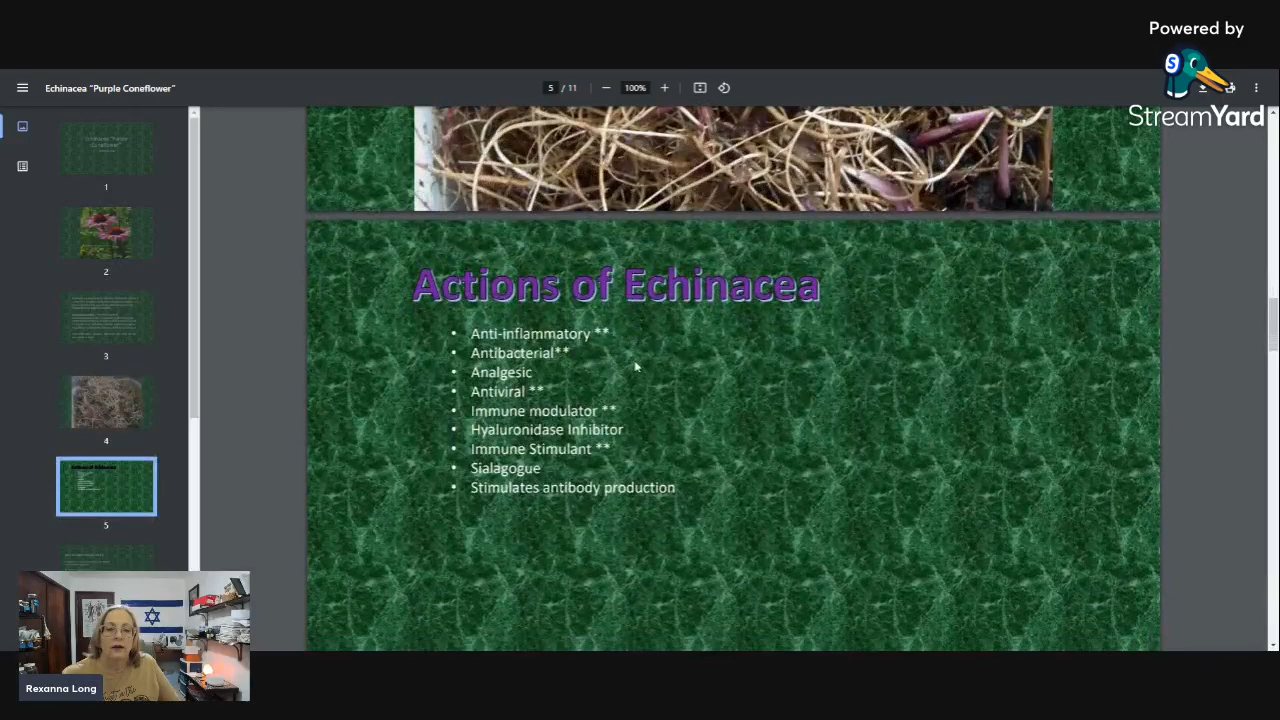 Powered by
StreamYard
Echinacea "Purple Coneflower"
5 / 11
100%
1
2
3
4
5
Actions of Echinacea
• Anti-inflammatory **
• Antibacterial**
• Analgesic
• Antiviral **
• Immune modulator **
• Hyaluronidase Inhibitor
• Immune Stimulant **
• Sialagogue
• Stimulates antibody production
Rexanna Long